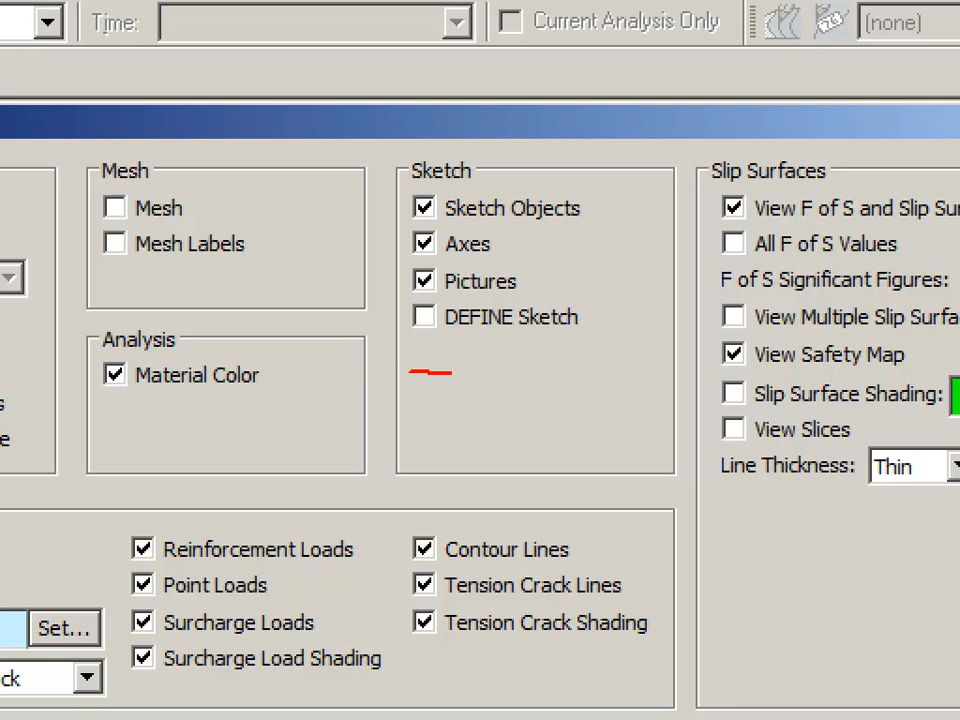 Time:
Current Analysis Only
(none)
Mesh
Mesh
Mesh Labels
Analysis
Material Color
Sketch
Sketch Objects
Axes
Pictures
DEFINE Sketch
Slip Surfaces
View F of S and Slip
All F of S Values
F of S Significant Figures:
View Multiple Slip
View Safety Map
Slip Surface Shading:
View Slices
Line Thickness: Thin
Set...
Reinforcement Loads
Point Loads
Surcharge Loads
Surcharge Load Shading
Contour Lines
Tension Crack Lines
Tension Crack Shading